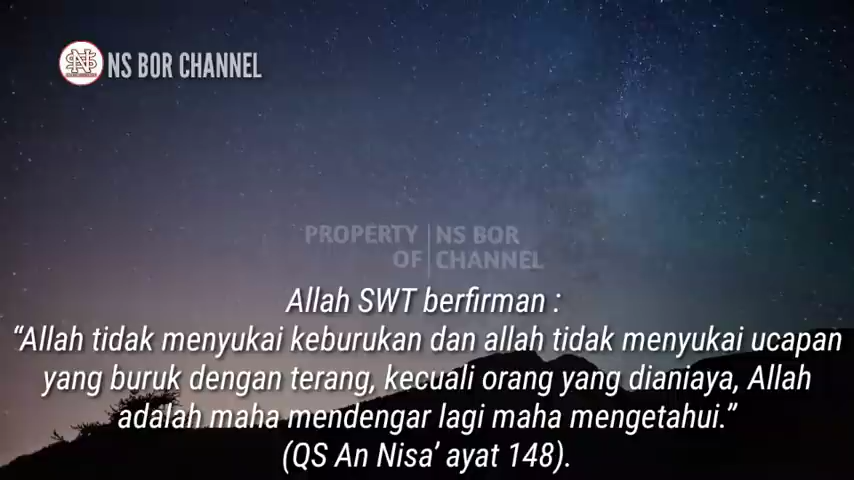 NS BOR CHANNEL
PROPERTY OF | NS BOR CHANNEL
Allah SWT berfirman :
“Allah tidak menyukai keburukan dan allah tidak menyukai ucapan
yang buruk dengan terang, kecuali orang yang dianiaya, Allah
adalah maha mendengar lagi maha mengetahui.”
(QS An Nisa’ ayat 148).